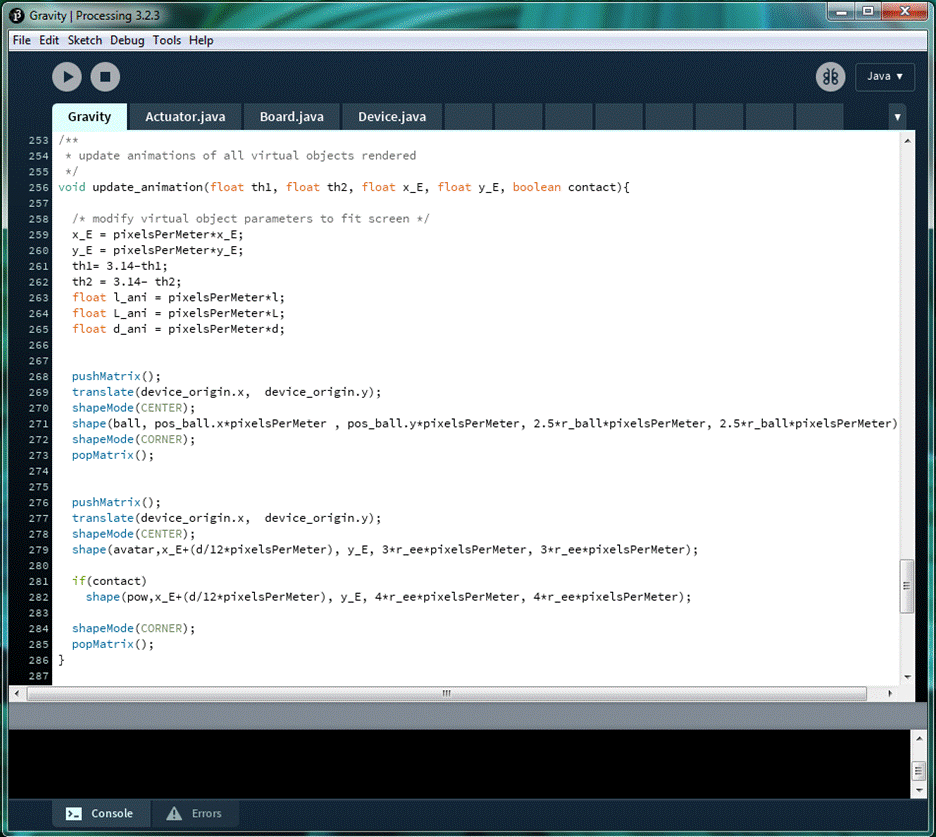 Gravity | Processing 3.2.3
File Edit Sketch Debug Tools Help
Java ▼
Gravity Actuator.java Board.java Device.java ▼
253 /**
254  * update animations of all virtual objects rendered
255  */
256 void update_animation(float th1, float th2, float x_E, float y_E, boolean contact){
257
258   /* modify virtual object parameters to fit screen */
259   x_E = pixelsPerMeter*x_E;
260   y_E = pixelsPerMeter*y_E;
261   th1= 3.14-th1;
262   th2 = 3.14- th2;
263   float l_ani = pixelsPerMeter*l;
264   float L_ani = pixelsPerMeter*L;
265   float d_ani = pixelsPerMeter*d;
266
267
268   pushMatrix();
269   translate(device_origin.x,  device_origin.y);
270   shapeMode(CENTER);
271   shape(ball, pos_ball.x*pixelsPerMeter , pos_ball.y*pixelsPerMeter, 2.5*r_ball*pixelsPerMeter, 2.5*r_ball*pixelsPerMeter)
272   shapeMode(CORNER);
273   popMatrix();
274
275
276   pushMatrix();
277   translate(device_origin.x,  device_origin.y);
278   shapeMode(CENTER);
279   shape(avatar,x_E+(d/12*pixelsPerMeter), y_E, 3*r_ee*pixelsPerMeter, 3*r_ee*pixelsPerMeter);
280
281   if(contact)
282     shape(pow,x_E+(d/12*pixelsPerMeter), y_E, 4*r_ee*pixelsPerMeter, 4*r_ee*pixelsPerMeter);
283
284   shapeMode(CORNER);
285   popMatrix();
286 }
287
Console Errors